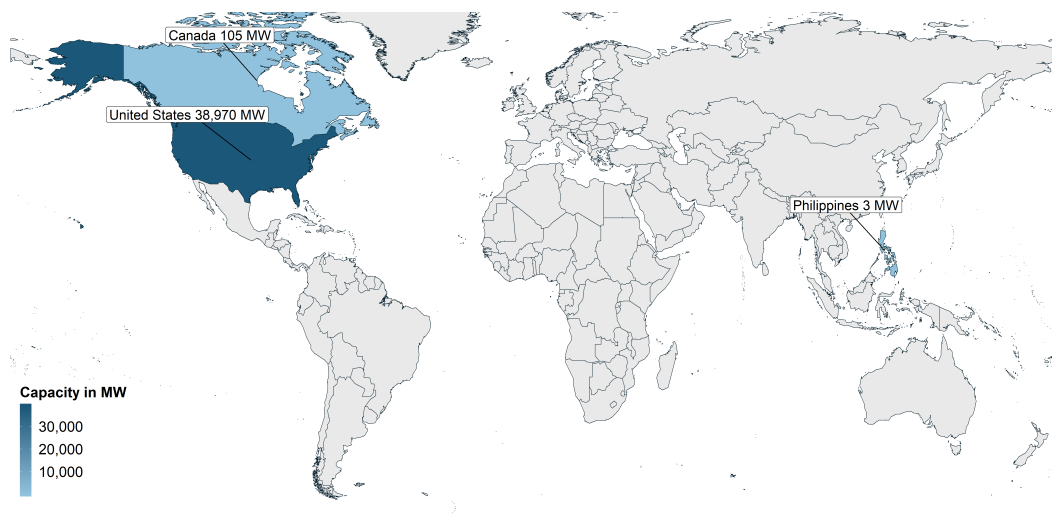 Canada 105 MW
United States 38,970 MW
Philippines 3 MW
Capacity in MW
30,000
20,000
10,000